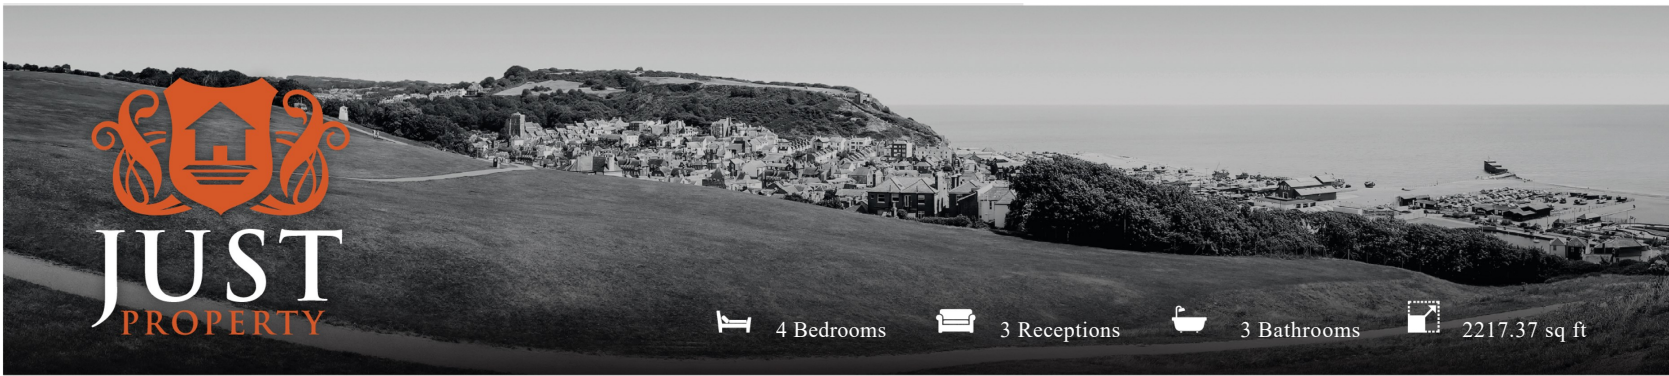 JUST
PROPERTY
4 Bedrooms
3 Receptions
3 Bathrooms
2217.37 sq ft